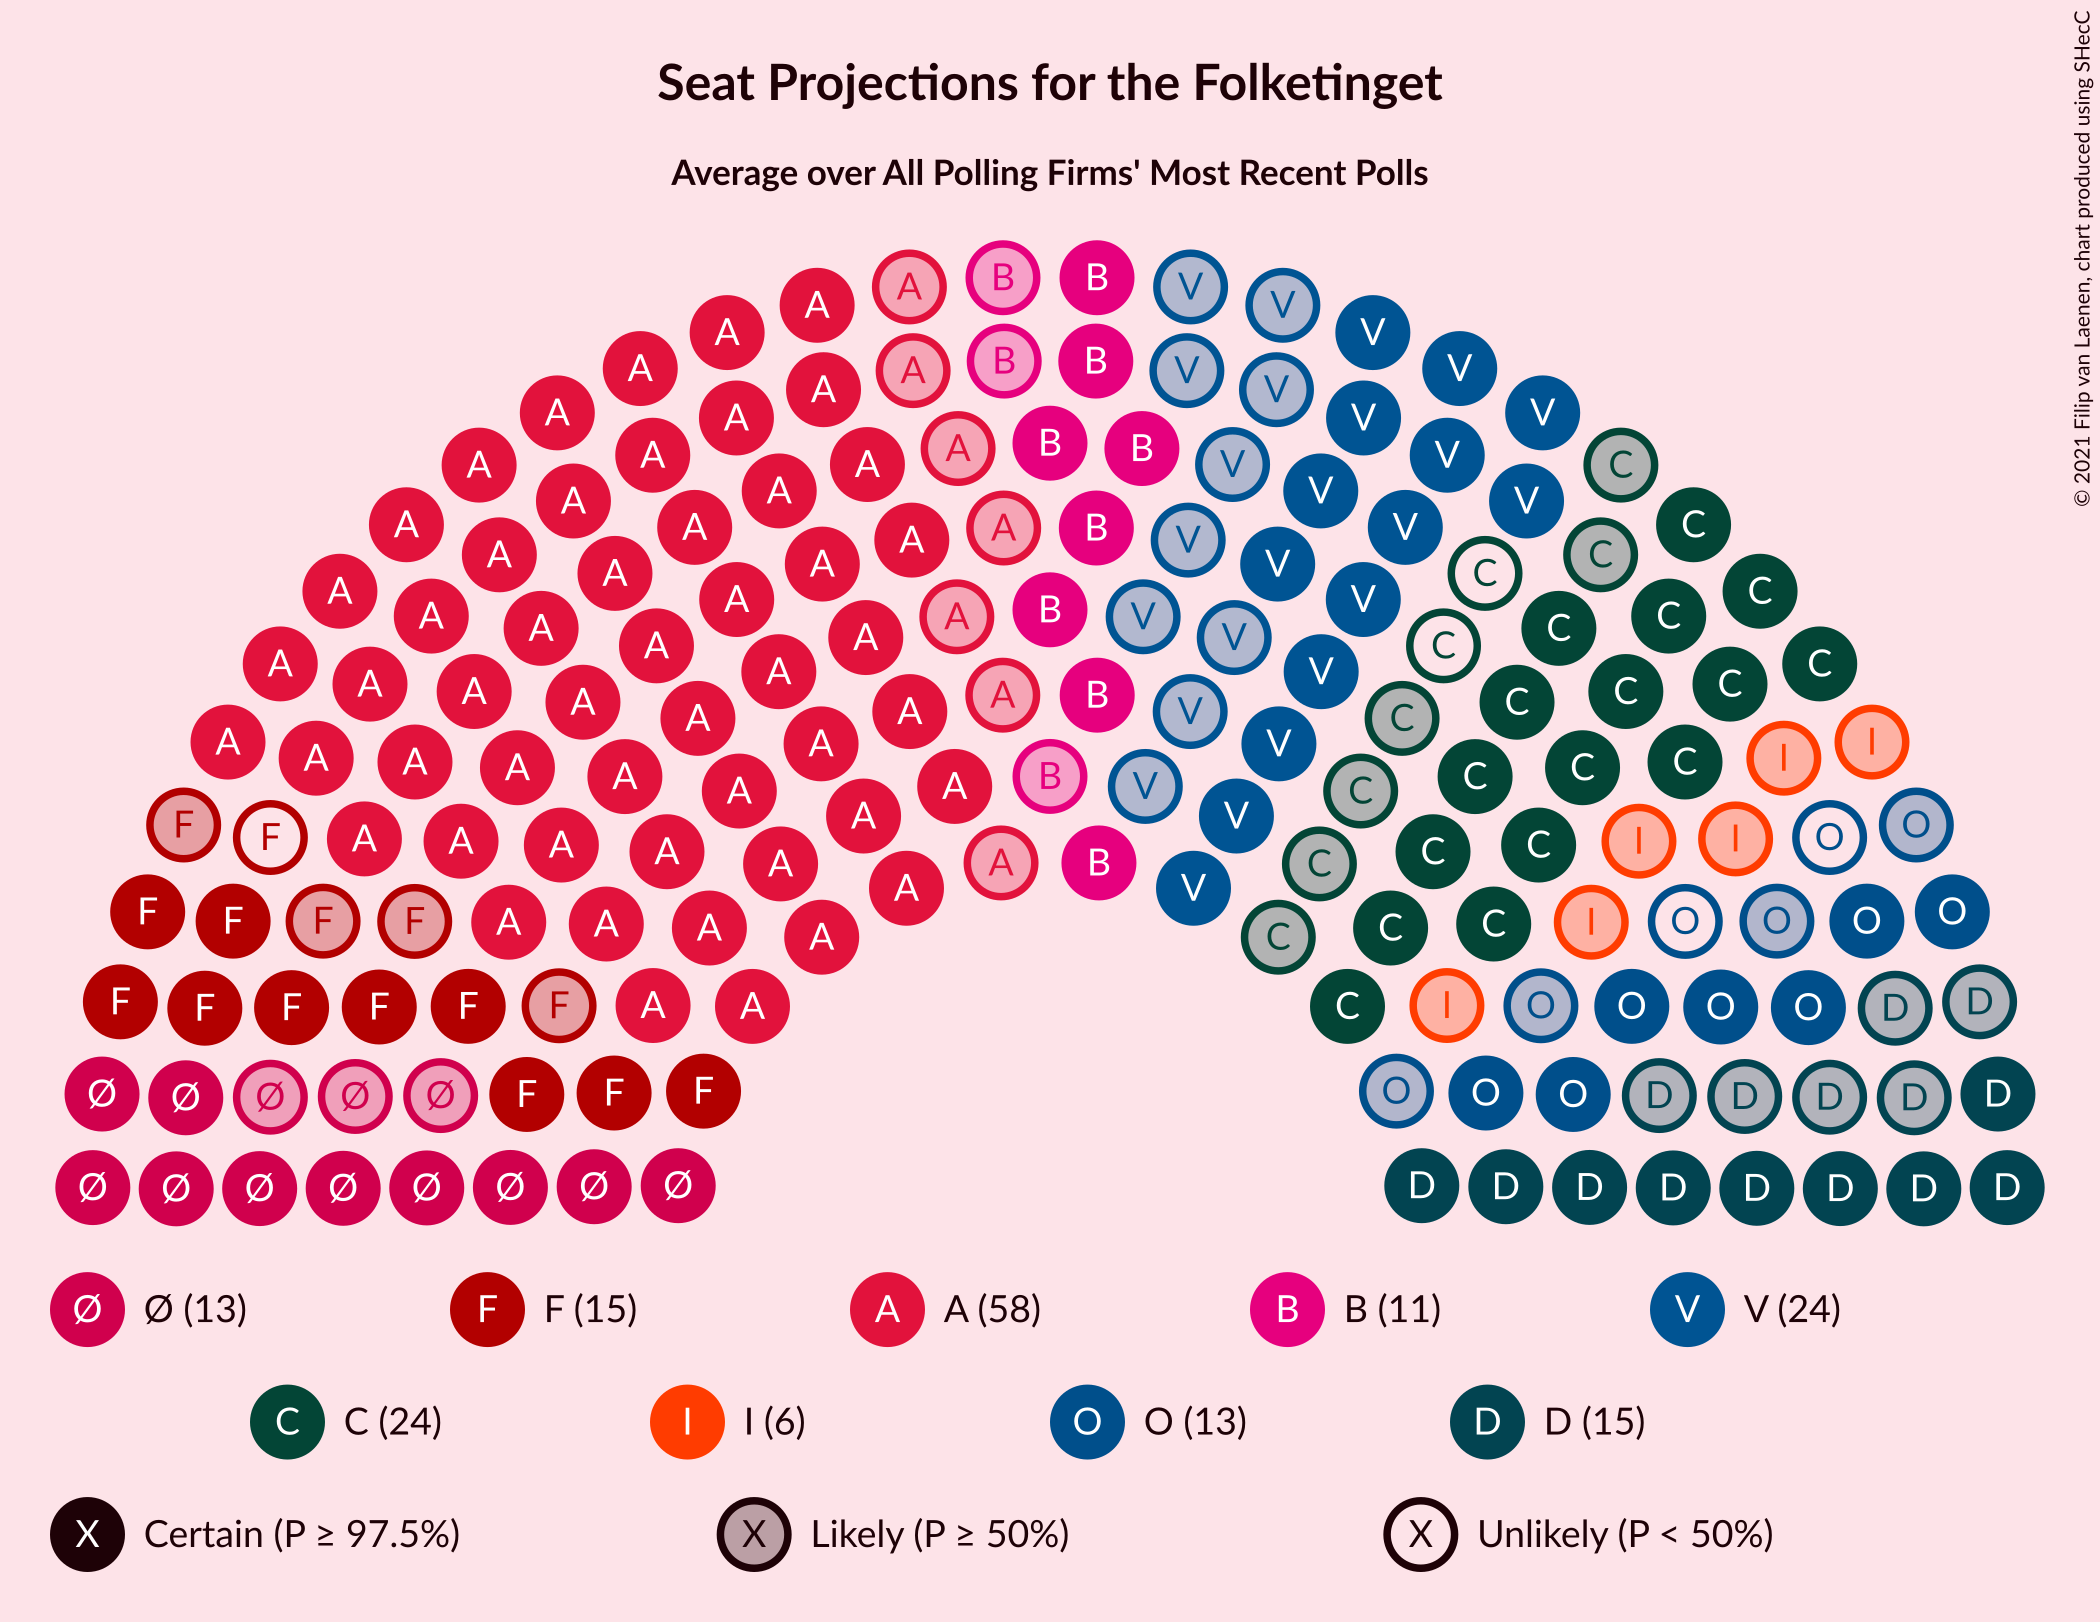 Seat Projections for the Folketinget
Average over All Polling Firms' Most Recent Polls
© 2021 Filip van Laenen, chart produced using SHecC
A A B B V V
A A A A B B V V V V
A A A A A A B B V V V V C
A A A A A A A B V V V V C C
A A A A A A A A B V V V V C C C C
A A A A A A A A A B V V C C C C C C
A A A A A A A A B V V C C C C I I
F F A A A A A A A A B V V C C C I I O O
F F F F A A A A C C C I O O O O
F F F F F F A A C I O O O O D D
Ø Ø Ø Ø Ø F F F O O O D D D D D
Ø Ø Ø Ø Ø Ø Ø Ø D D D D D D D D
Ø Ø (13) F F (15) A A (58) B B (11) V V (24)
C C (24) I I (6) O O (13) D D (15)
X Certain (P ≥ 97.5%) X Likely (P ≥ 50%) X Unlikely (P < 50%)